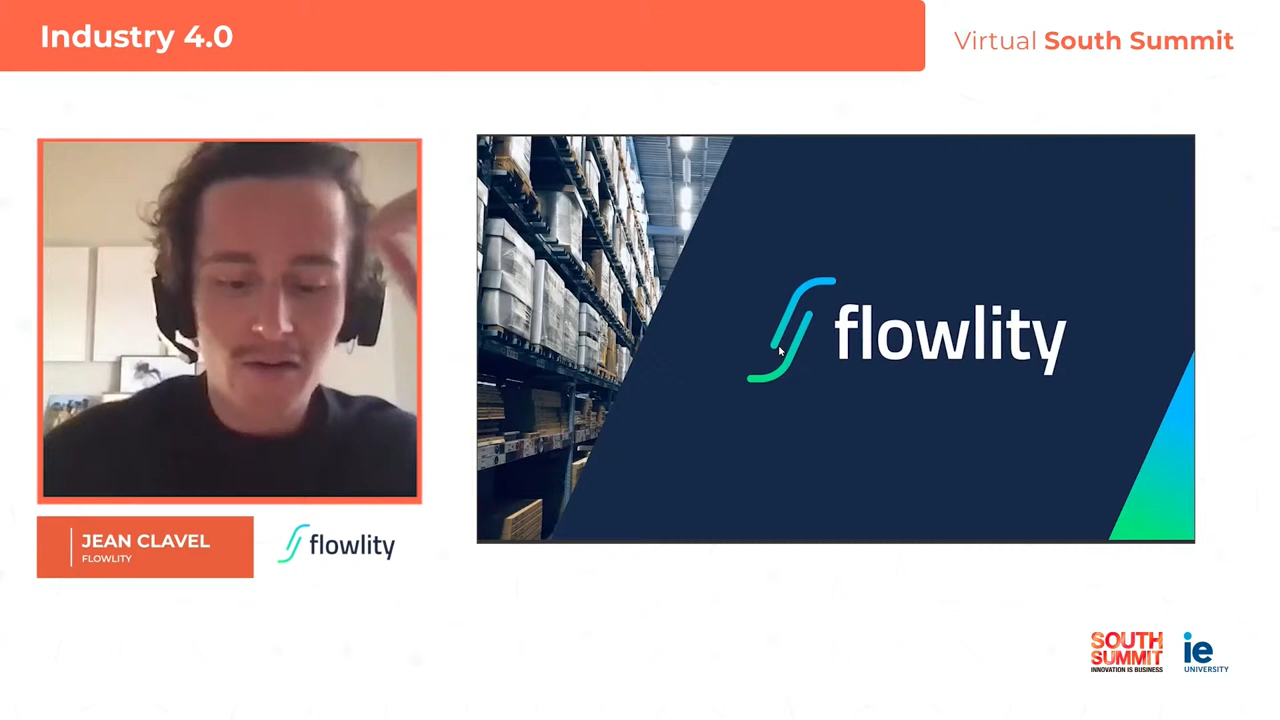 Industry 4.0
Virtual South Summit
flowlity
JEAN CLAVEL
FLOWLITY
flowlity
SOUTH
SUMMIT
INNOVATION IS BUSINESS
ie
UNIVERSITY